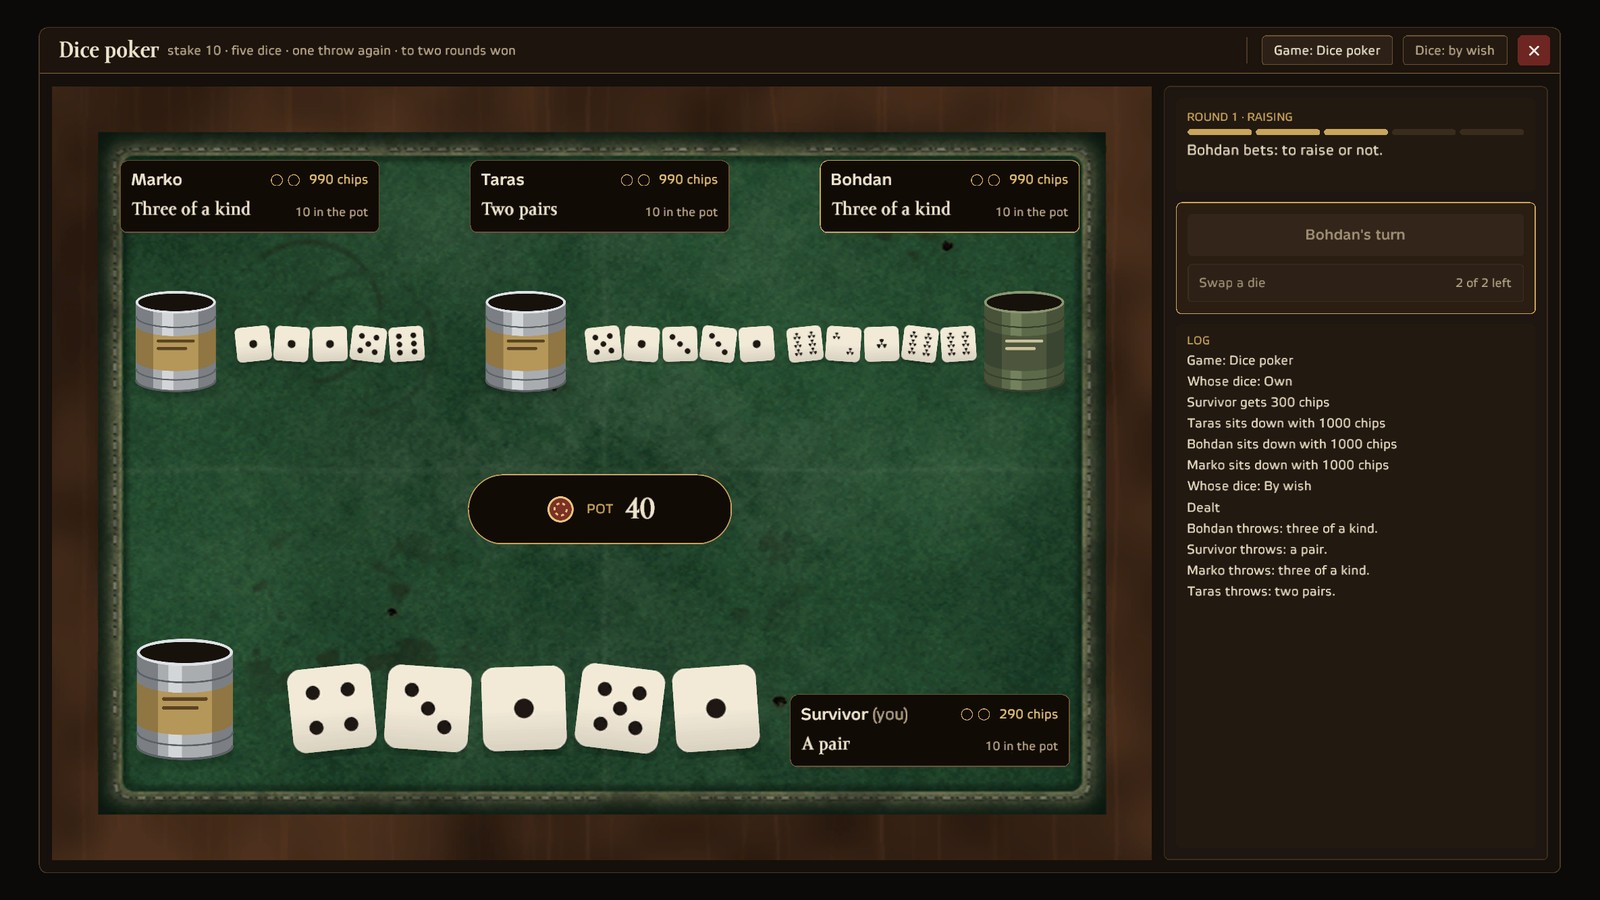 Dice poker stake 10 · five dice · one throw again · to two rounds won
Game: Dice poker
Dice: by wish
Marko 990 chips
Three of a kind 10 in the pot
Taras 990 chips
Two pairs 10 in the pot
Bohdan 990 chips
Three of a kind 10 in the pot
POT 40
Survivor (you) 290 chips
A pair 10 in the pot
ROUND 1 · RAISING
Bohdan bets: to raise or not.
Bohdan's turn
Swap a die 2 of 2 left
LOG
Game: Dice poker
Whose dice: Own
Survivor gets 300 chips
Taras sits down with 1000 chips
Bohdan sits down with 1000 chips
Marko sits down with 1000 chips
Whose dice: By wish
Dealt
Bohdan throws: three of a kind.
Survivor throws: a pair.
Marko throws: three of a kind.
Taras throws: two pairs.